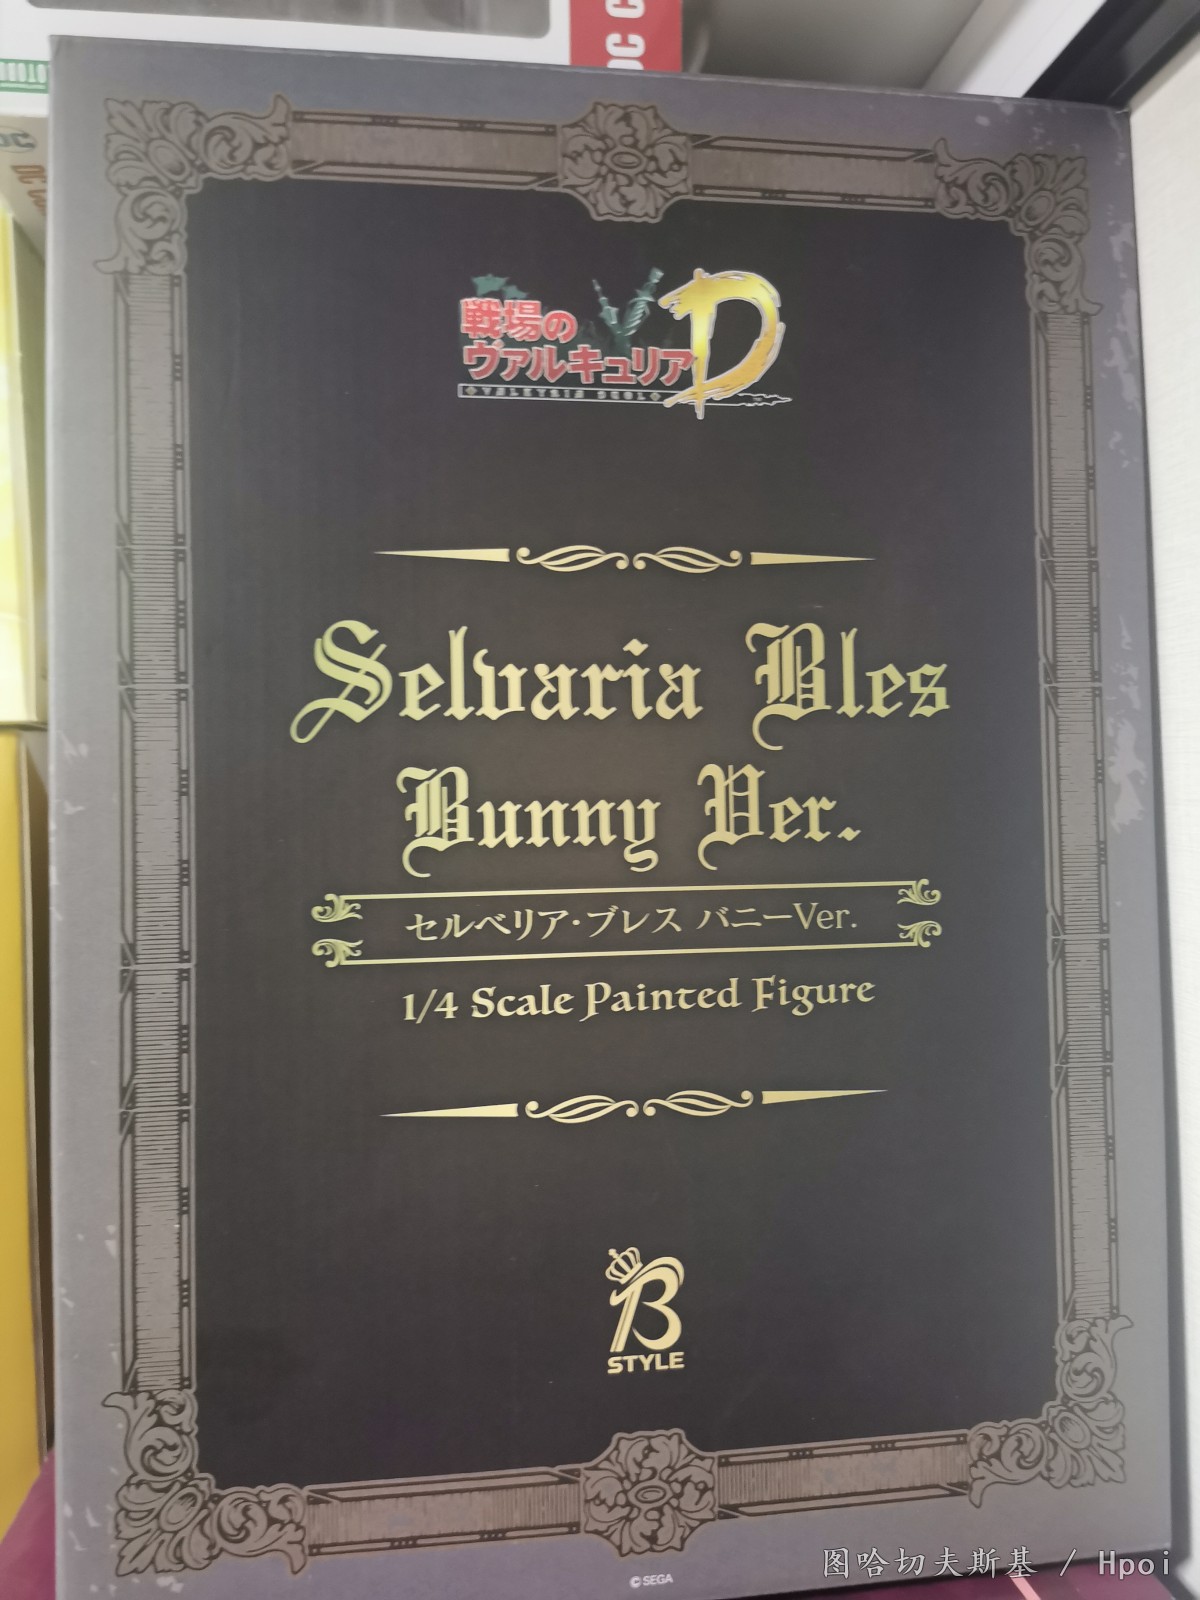 DC C
戦場の
ヴァルキュリア
D
Selvaria Bles
Bunny Ver.
セルベリア・ブレス バニーVer.
1/4 Scale Painted Figure
B
STYLE
©SEGA
图哈切夫斯基 / Hpoi